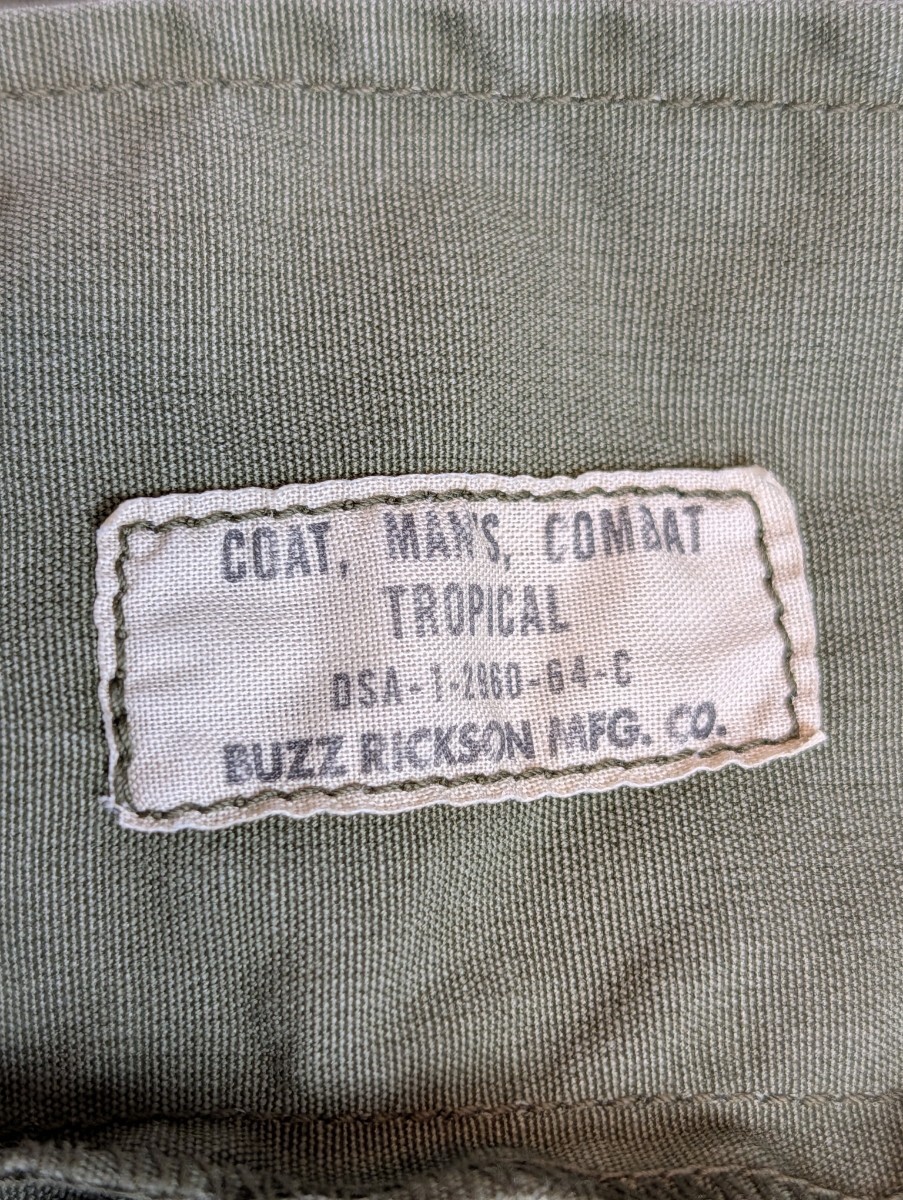 COAT, MAN'S, COMBAT
TROPICAL
DSA-1-2960-64-C
BUZZ RICKSON MFG. CO.